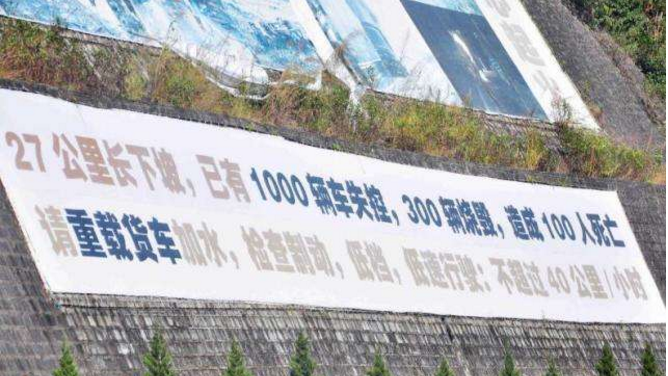 27公里长下坡，已有1000辆车失控，300辆烧毁，造成100人死亡
请重载货车加水，检查制动，低挡，低速行驶：不超过40公里/小时